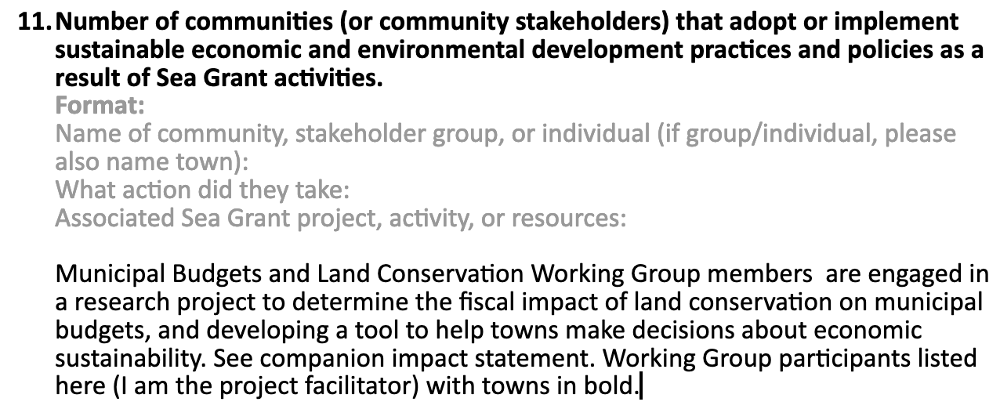 11. Number of communities (or community stakeholders) that adopt or implement
sustainable economic and environmental development practices and policies as a
result of Sea Grant activities.
Format:
Name of community, stakeholder group, or individual (if group/individual, please
also name town):
What action did they take:
Associated Sea Grant project, activity, or resources:
Municipal Budgets and Land Conservation Working Group members  are engaged in
a research project to determine the fiscal impact of land conservation on municipal
budgets, and developing a tool to help towns make decisions about economic
sustainability. See companion impact statement. Working Group participants listed
here (I am the project facilitator) with towns in bold.